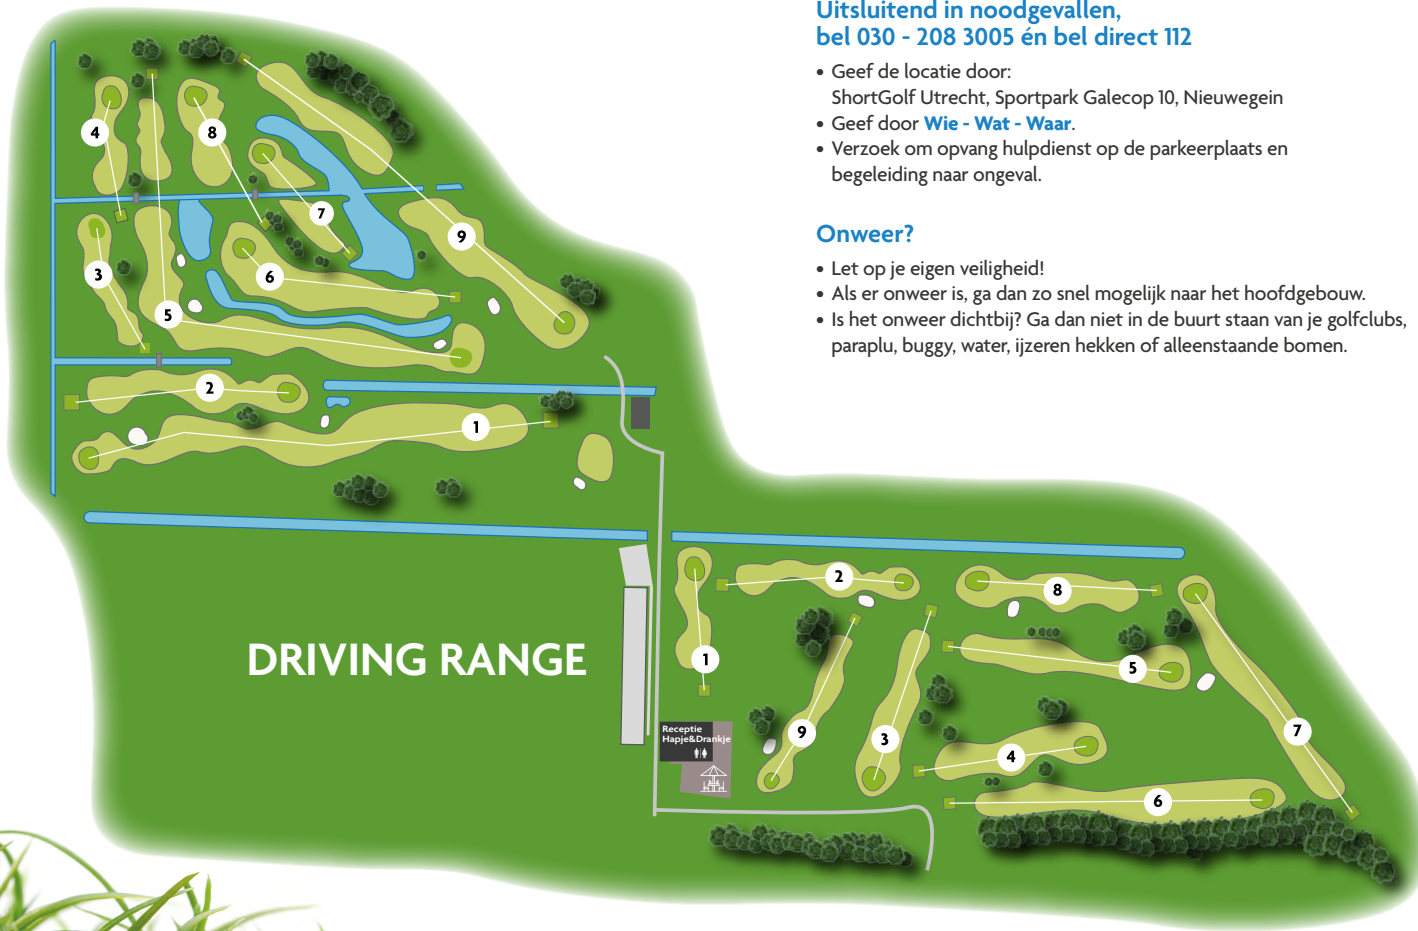 Uitsluitend in noodgevallen,
bel 030 - 208 3005 én bel direct 112
• Geef de locatie door:
ShortGolf Utrecht, Sportpark Galecop 10, Nieuwegein
• Geef door Wie - Wat - Waar.
• Verzoek om opvang hulpdienst op de parkeerplaats en
begeleiding naar ongeval.
Onweer?
• Let op je eigen veiligheid!
• Als er onweer is, ga dan zo snel mogelijk naar het hoofdgebouw.
• Is het onweer dichtbij? Ga dan niet in de buurt staan van je golfclubs,
paraplu, buggy, water, ijzeren hekken of alleenstaande bomen.
4
8
7
9
3
6
5
2
1
DRIVING RANGE
Receptie
Hapje&Drankje
1
2
8
5
9
3
4
7
6